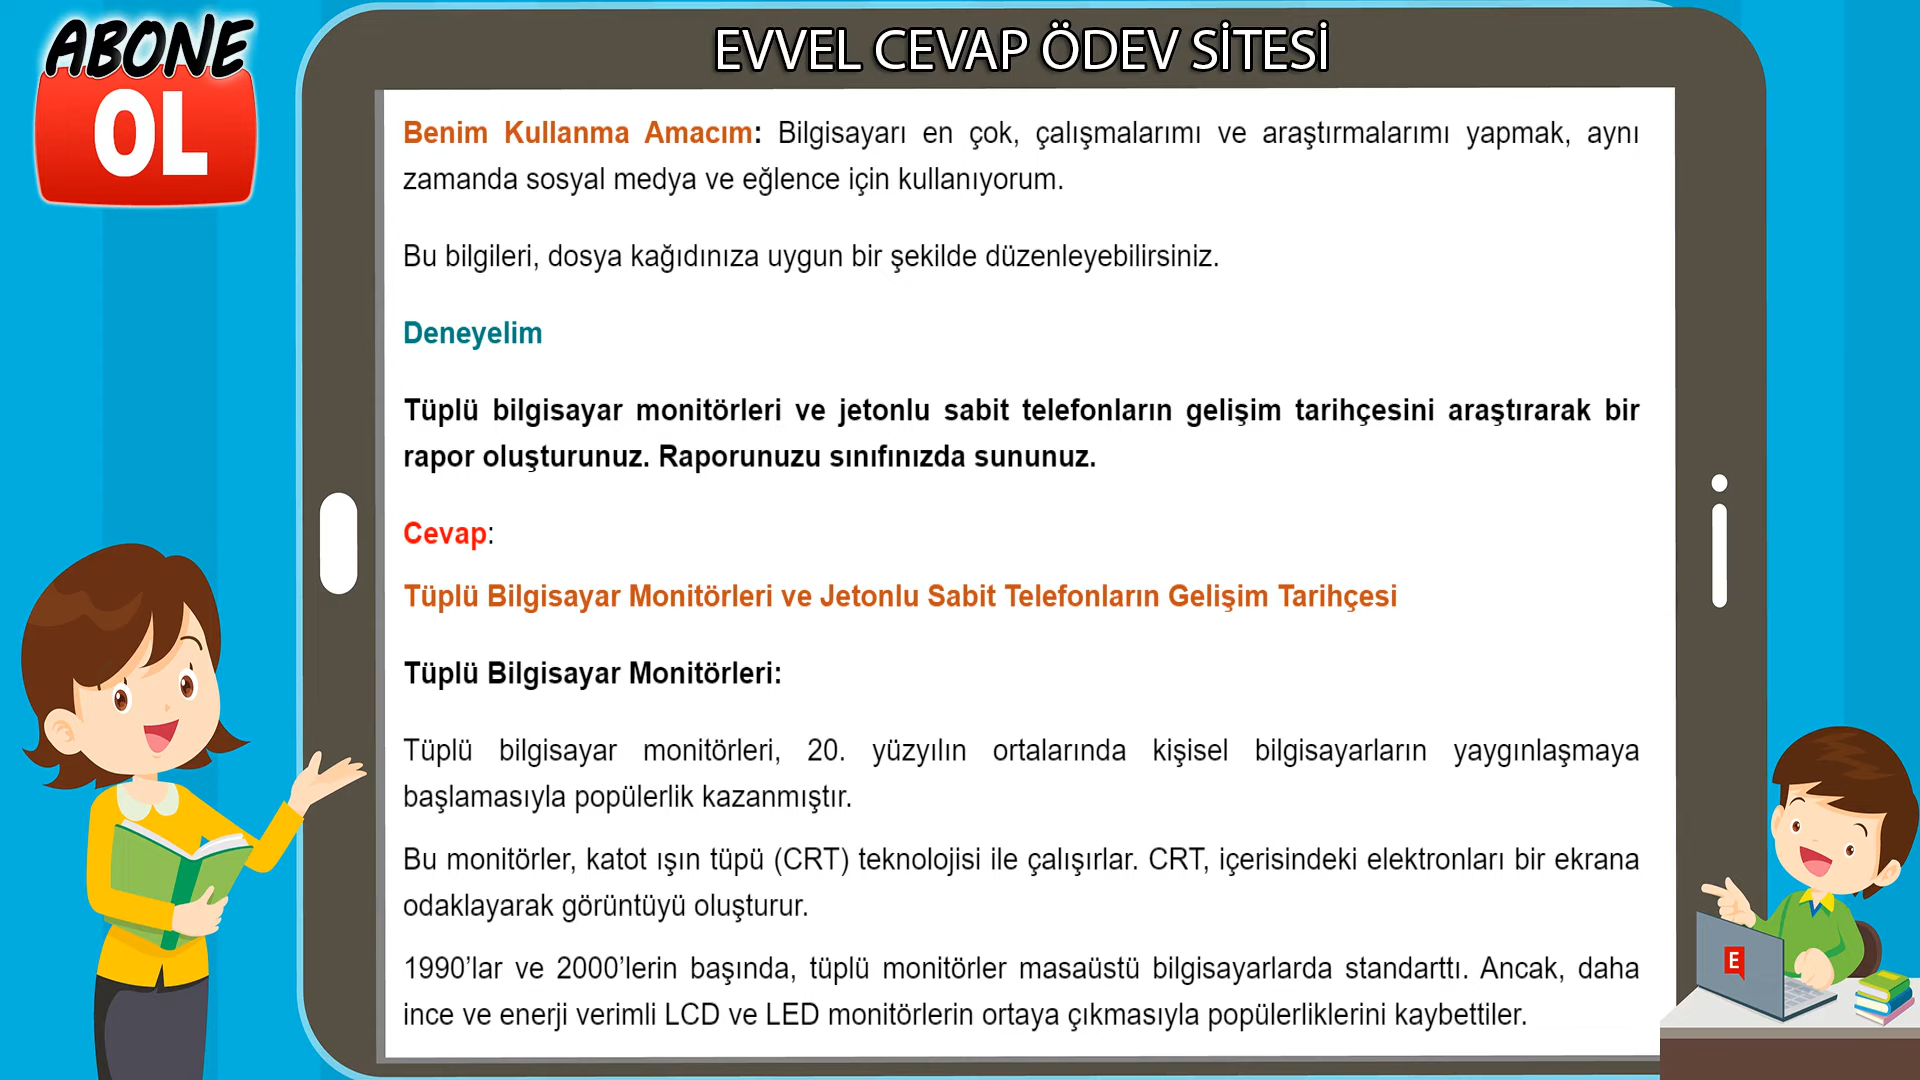 ABONE
OL
EVVEL CEVAP ÖDEV SİTESİ
Benim Kullanma Amacım: Bilgisayarı en çok, çalışmalarımı ve araştırmalarımı yapmak, aynı
zamanda sosyal medya ve eğlence için kullanıyorum.
Bu bilgileri, dosya kağıdınıza uygun bir şekilde düzenleyebilirsiniz.
Deneyelim
Tüplü bilgisayar monitörleri ve jetonlu sabit telefonların gelişim tarihçesini araştırarak bir
rapor oluşturunuz. Raporunuzu sınıfınızda sununuz.
Cevap:
Tüplü Bilgisayar Monitörleri ve Jetonlu Sabit Telefonların Gelişim Tarihçesi
Tüplü Bilgisayar Monitörleri:
Tüplü bilgisayar monitörleri, 20. yüzyılın ortalarında kişisel bilgisayarların yaygınlaşmaya
başlamasıyla popülerlik kazanmıştır.
Bu monitörler, katot ışın tüpü (CRT) teknolojisi ile çalışırlar. CRT, içerisindeki elektronları bir ekrana
odaklayarak görüntüyü oluşturur.
1990’lar ve 2000’lerin başında, tüplü monitörler masaüstü bilgisayarlarda standarttı. Ancak, daha
ince ve enerji verimli LCD ve LED monitörlerin ortaya çıkmasıyla popülerliklerini kaybettiler.
E